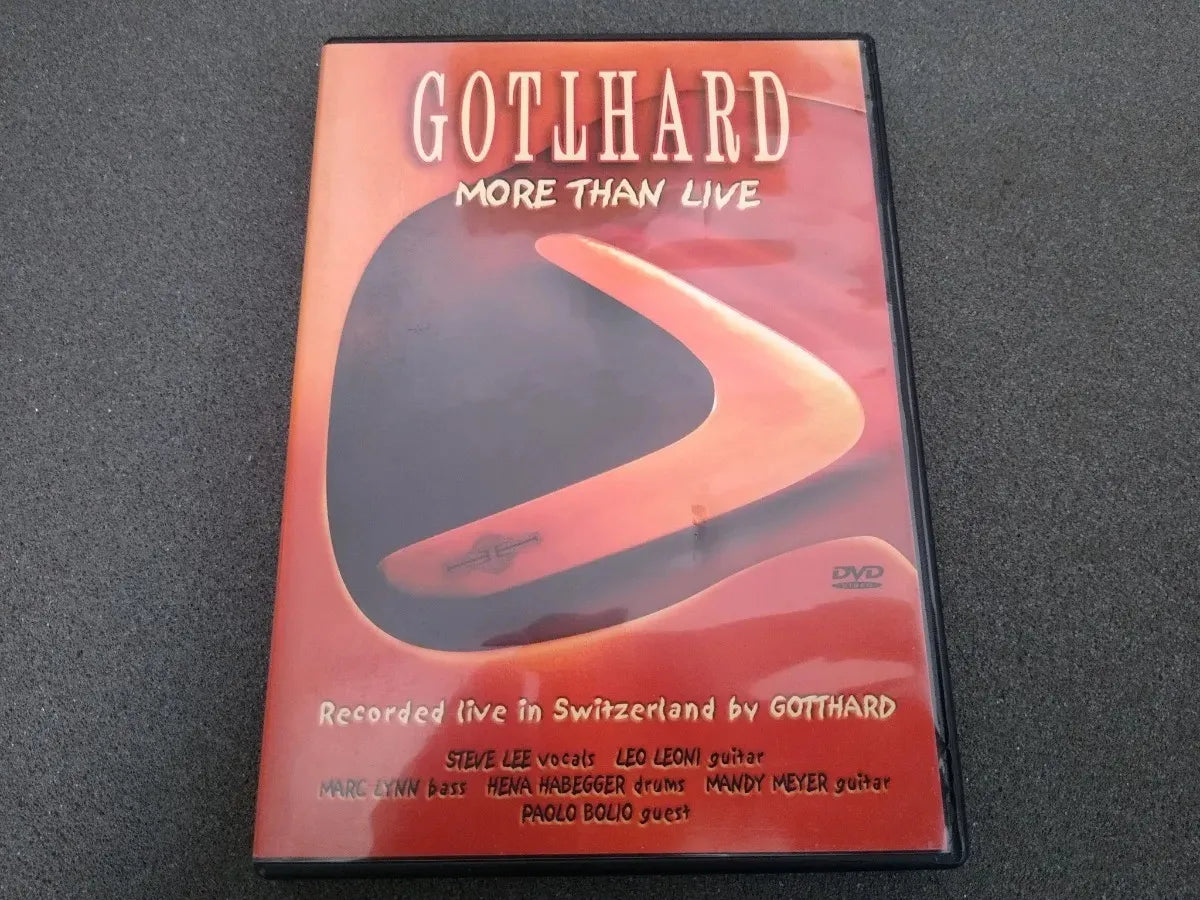 GOTTHARD
MORE THAN LIVE
DVD
VIDEO
Recorded live in Switzerland by GOTTHARD
STEVE LEE vocals LEO LEONI guitar
MARC LYNN bass HENA HABEGGER drums MANDY MEYER guitar
PAOLO BOLIO guest